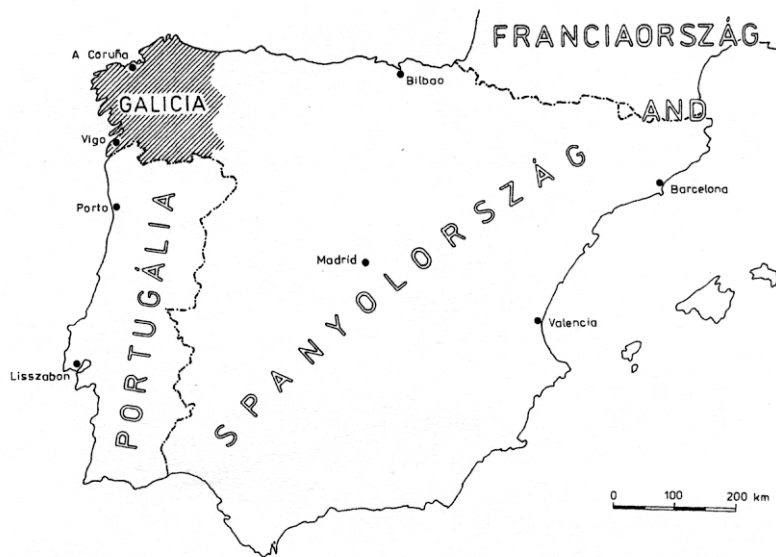 FRANCIAORSZÁG
A Coruña
Bilbao
GALICIA
AND
Vigo
Barcelona
Porto
PORTUGÁLIA
SPANYOLORSZÁG
Madrid
Valencia
Lisszabon
0 100 200 km